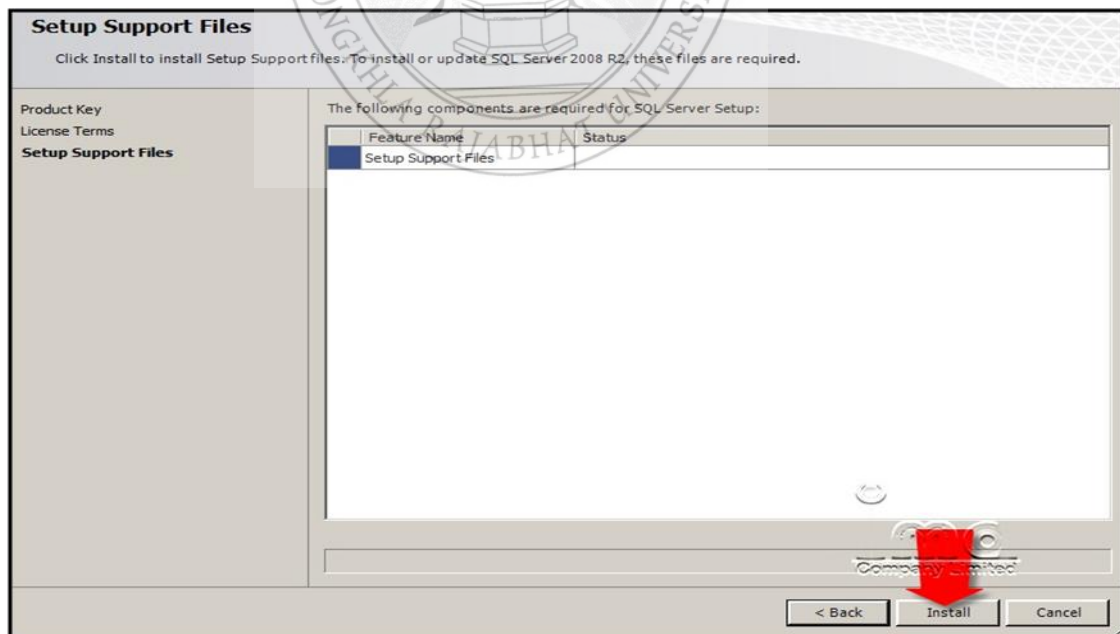 Setup Support Files
Click Install to install Setup Support files. To install or update SQL Server 2008 R2, these files are required.
Product Key
License Terms
Setup Support Files
The following components are required for SQL Server Setup:
Feature Name Status
Setup Support Files
RAJABHAT UNIVERS
Company Limited
< Back Install Cancel